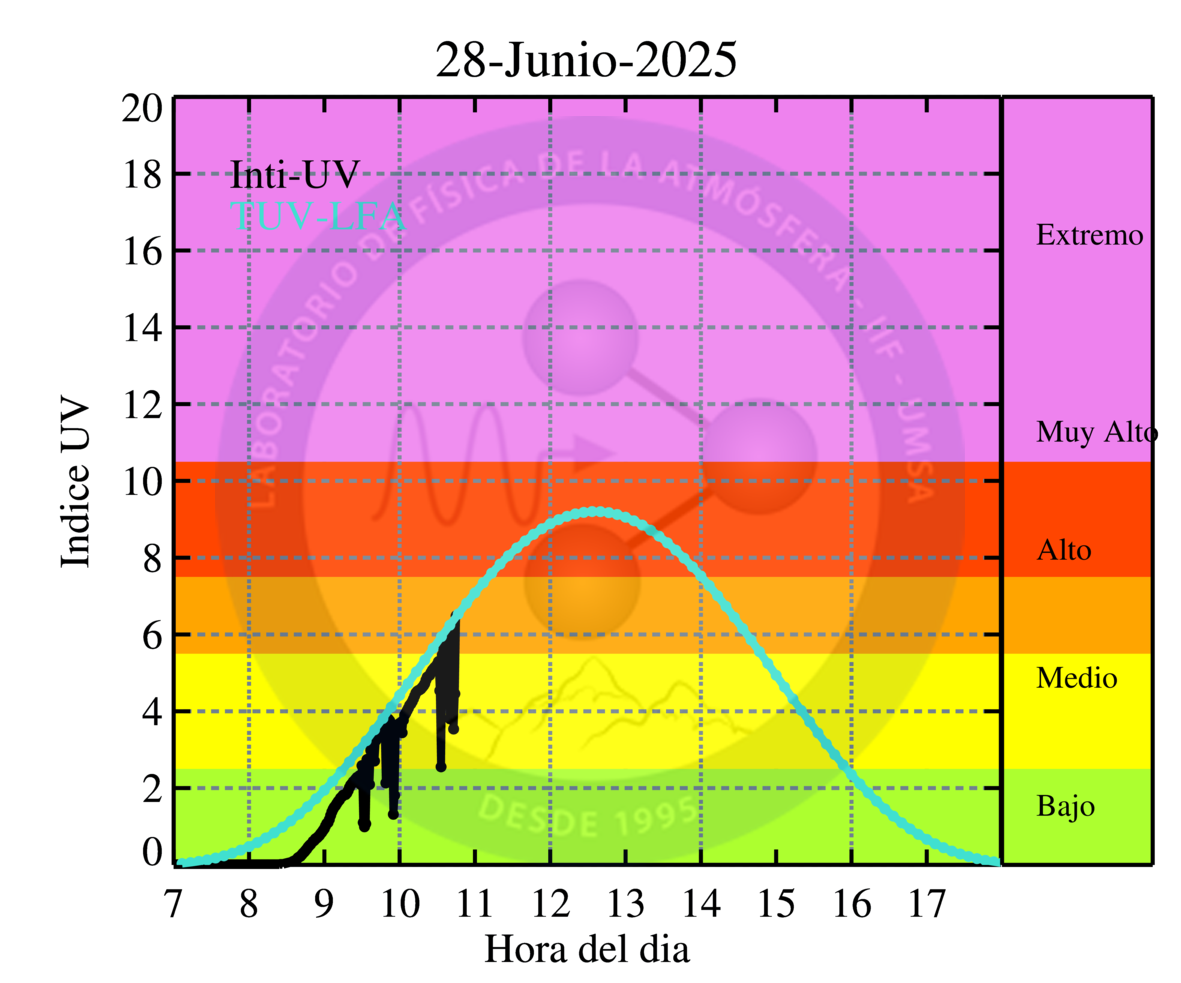 28-Junio-2025
Indice UV
20
18
16
14
12
10
8
6
4
2
0
Inti-UV
TUV-LFA
LABORATORIO DE FÍSICA DE LA ATMÓSFERA - IIF - UMSA
DESDE 1995
Extremo
Muy Alto
Alto
Medio
Bajo
7 8 9 10 11 12 13 14 15 16 17
Hora del dia